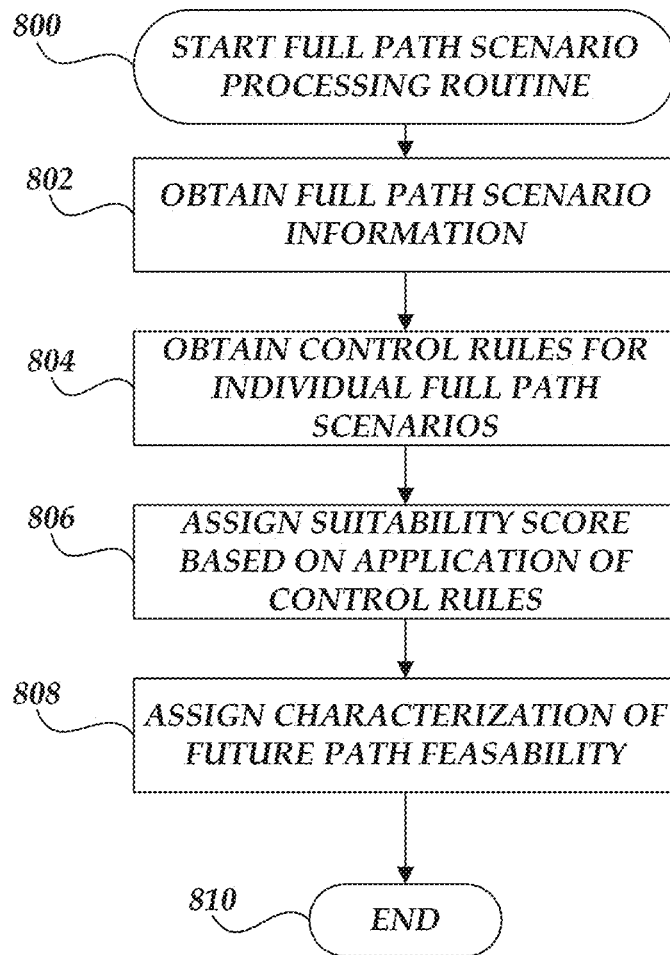 800
START FULL PATH SCENARIO
PROCESSING ROUTINE
802
OBTAIN FULL PATH SCENARIO
INFORMATION
804
OBTAIN CONTROL RULES FOR
INDIVIDUAL FULL PATH
SCENARIOS
806
ASSIGN SUITABILITY SCORE
BASED ON APPLICATION OF
CONTROL RULES
808
ASSIGN CHARACTERIZATION OF
FUTURE PATH FEASABILITY
810
END